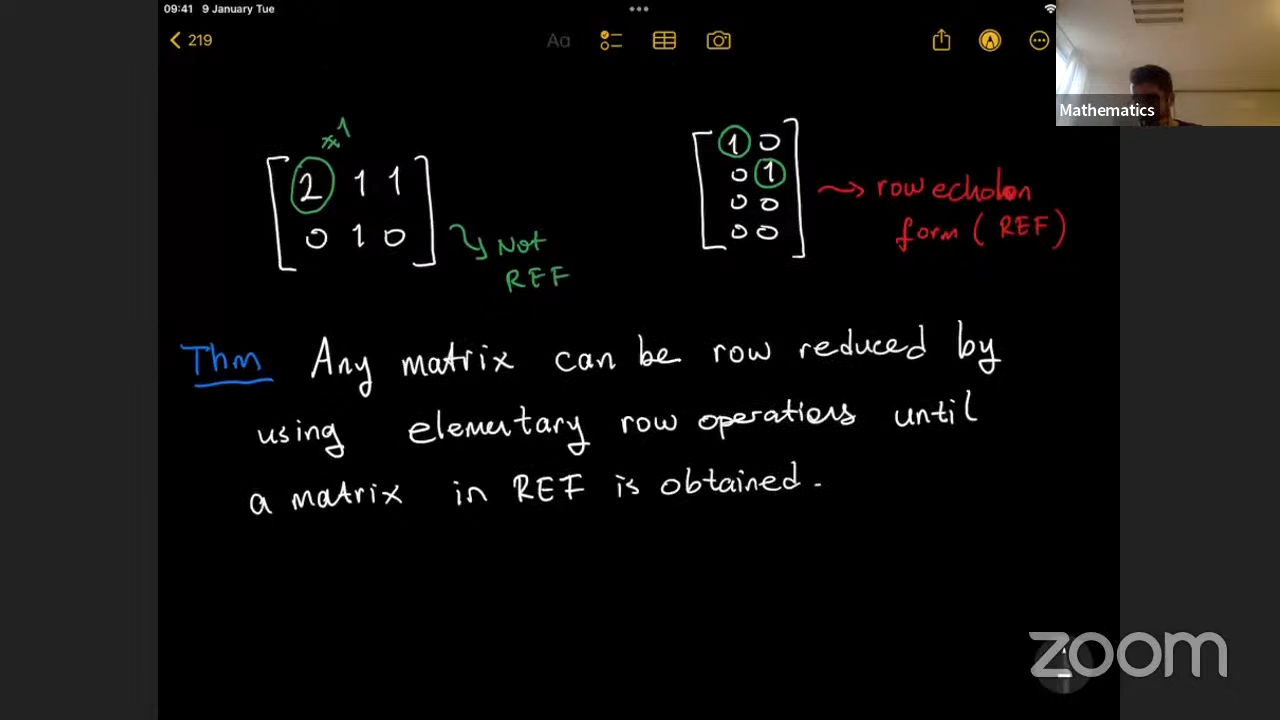 09:41 9 January Tue
219
Aa
Mathematics
≠1
2 1 1
0 1 0
Not
REF
1 0
0 1
0 0
0 0
row echolon
form (REF)
Thm Any matrix can be row reduced by
using elementary row operations until
a matrix in REF is obtained.
zoom